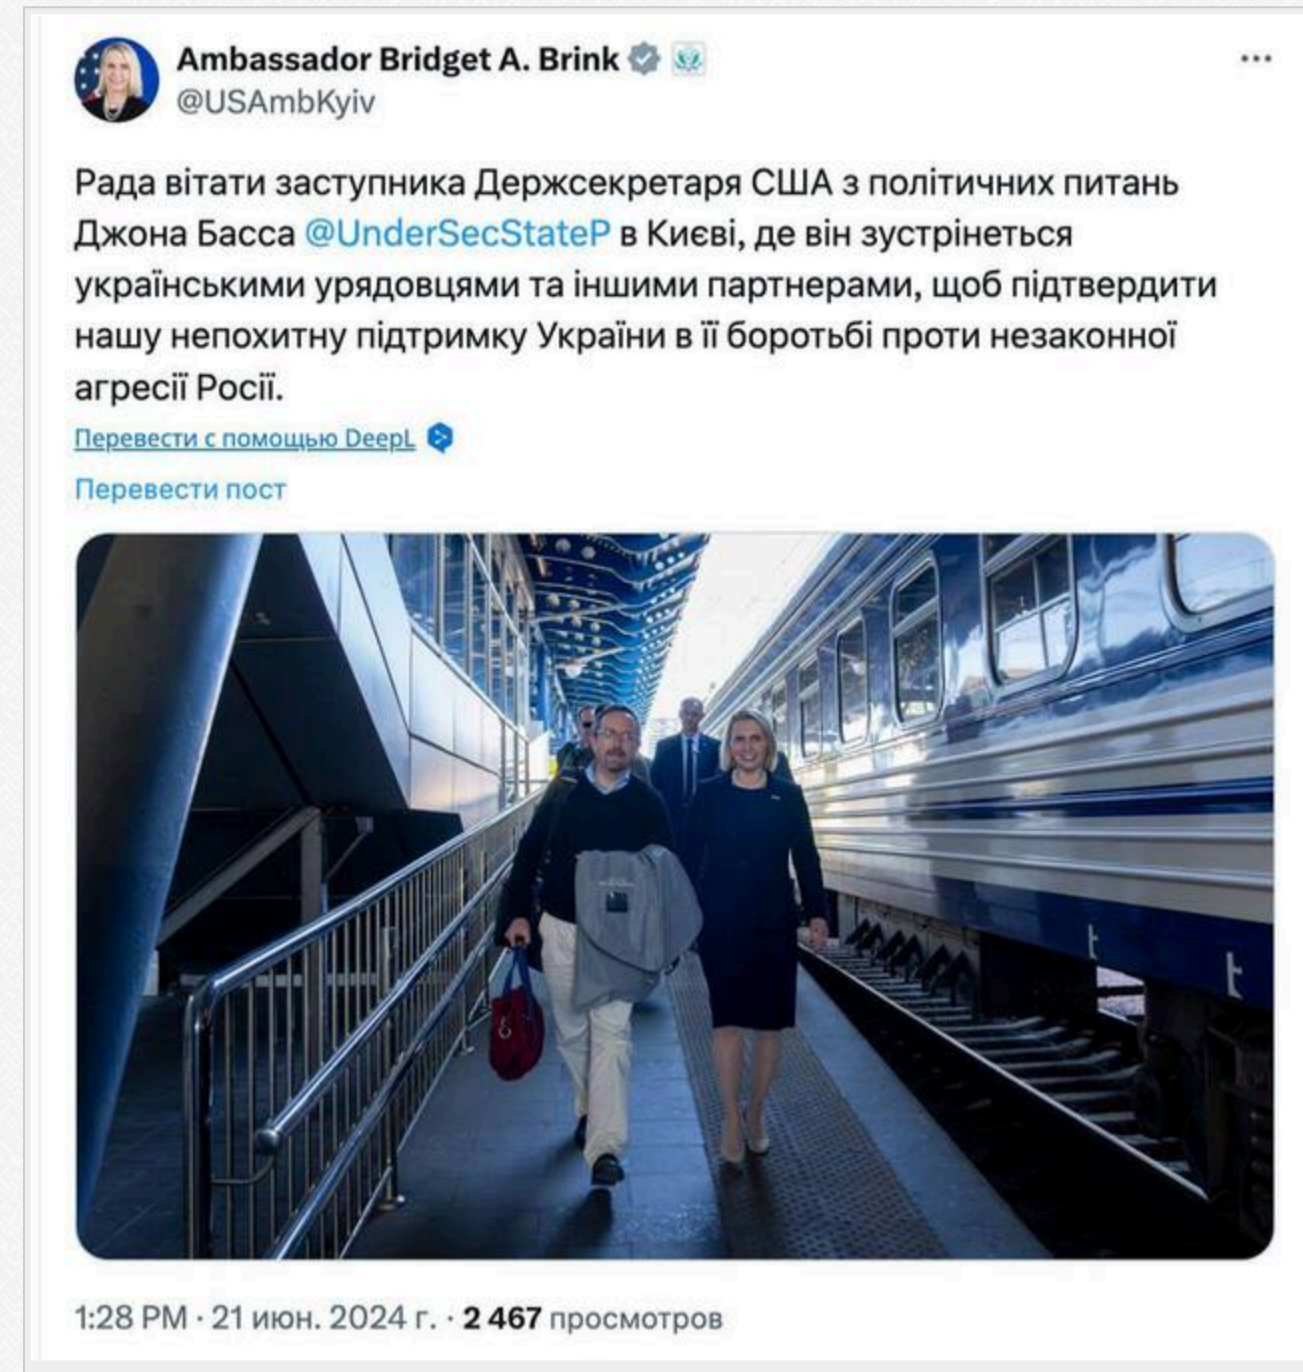 Ambassador Bridget A. Brink
@USAmbKyiv
Рада вітати заступника Держсекретаря США з політичних питань
Джона Басса @UnderSecStateP в Києві, де він зустрінеться
українськими урядовцями та іншими партнерами, щоб підтвердити
нашу непохитну підтримку України в її боротьбі проти незаконної
агресії Росії.
Перевести с помощью DeepL
Перевести пост
1:28 PM · 21 июн. 2024 г. · 2 467 просмотров